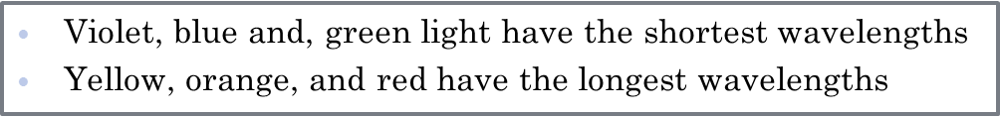 • Violet, blue and, green light have the shortest wavelengths
• Yellow, orange, and red have the longest wavelengths